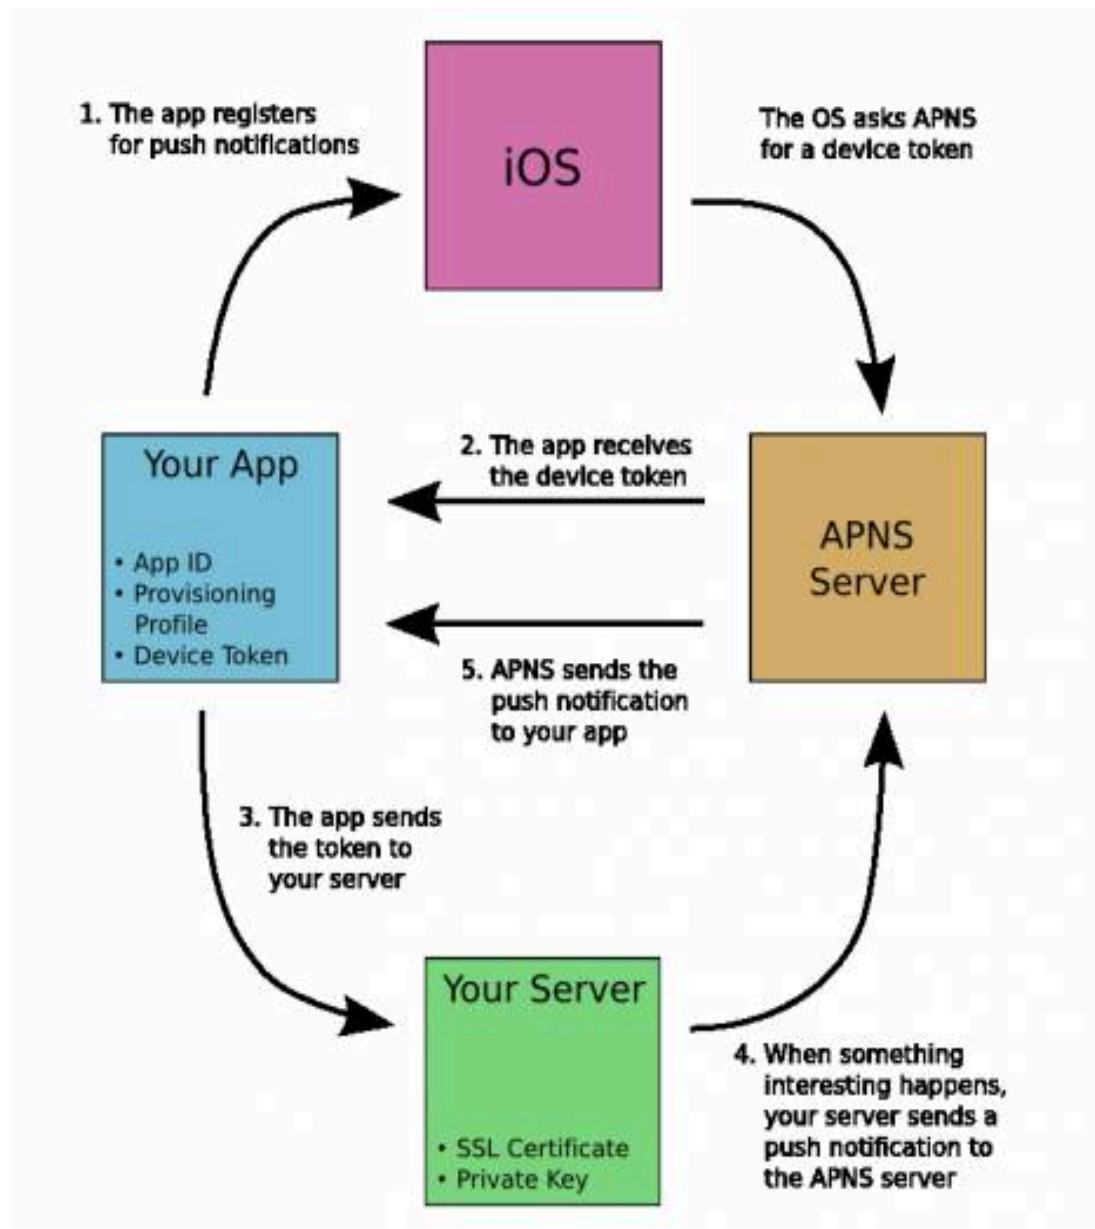 1. The app registers
for push notifications
iOS
The OS asks APNS
for a device token
Your App
• App ID
• Provisioning
Profile
• Device Token
2. The app receives
the device token
5. APNS sends the
push notification
to your app
APNS
Server
3. The app sends
the token to
your server
Your Server
• SSL Certificate
• Private Key
4. When something
interesting happens,
your server sends a
push notification to
the APNS server